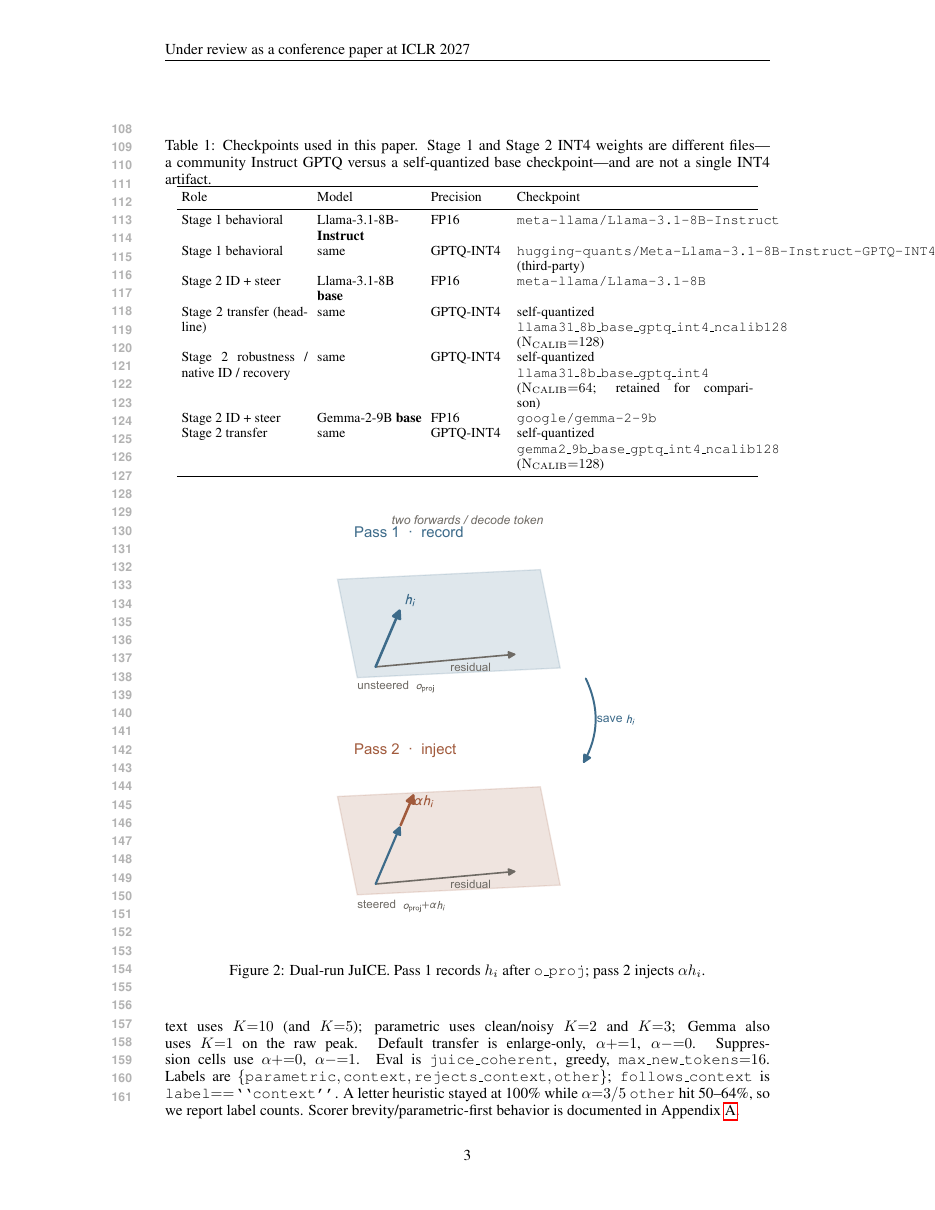 Under review as a conference paper at ICLR 2027
108
109
110
111
112
113
114
115
116
117
118
119
120
121
122
123
124
125
126
127
128
129
130
131
132
133
134
135
136
137
138
139
140
141
142
143
144
145
146
147
148
149
150
151
152
153
154
155
156
157
158
159
160
161
Table 1: Checkpoints used in this paper. Stage 1 and Stage 2 INT4 weights are different files—
a community Instruct GPTQ versus a self-quantized base checkpoint—and are not a single INT4
artifact.
Role Model Precision Checkpoint
Stage 1 behavioral Llama-3.1-8B- FP16 meta-llama/Llama-3.1-8B-Instruct
Instruct
Stage 1 behavioral same GPTQ-INT4 hugging-quants/Meta-Llama-3.1-8B-Instruct-GPTQ-INT4
(third-party)
Stage 2 ID + steer Llama-3.1-8B FP16 meta-llama/Llama-3.1-8B
base
Stage 2 transfer (head- same GPTQ-INT4 self-quantized
line) llama31_8b_base_gptq_int4_ncalib128
(NCALIB=128)
Stage 2 robustness / same GPTQ-INT4 self-quantized
native ID / recovery llama31_8b_base_gptq_int4
(NCALIB=64; retained for compari-
son)
Stage 2 ID + steer Gemma-2-9B base FP16 google/gemma-2-9b
Stage 2 transfer same GPTQ-INT4 self-quantized
gemma2_9b_base_gptq_int4_ncalib128
(NCALIB=128)
two forwards / decode token
Pass 1 · record
hi
residual
unsteered oproj
save hi
Pass 2 · inject
αhi
residual
steered oproj+αhi
Figure 2: Dual-run JuICE. Pass 1 records hi after o_proj; pass 2 injects αhi.
text uses K=10 (and K=5); parametric uses clean/noisy K=2 and K=3; Gemma also
uses K=1 on the raw peak. Default transfer is enlarge-only, α+=1, α−=0. Suppres-
sion cells use α+=0, α−=1. Eval is juice_coherent, greedy, max_new_tokens=16.
Labels are {parametric,context,rejects_context,other}; follows_context is
label==‘‘context’’. A letter heuristic stayed at 100% while α=3/5 other hit 50–64%, so
we report label counts. Scorer brevity/parametric-first behavior is documented in Appendix A.
3